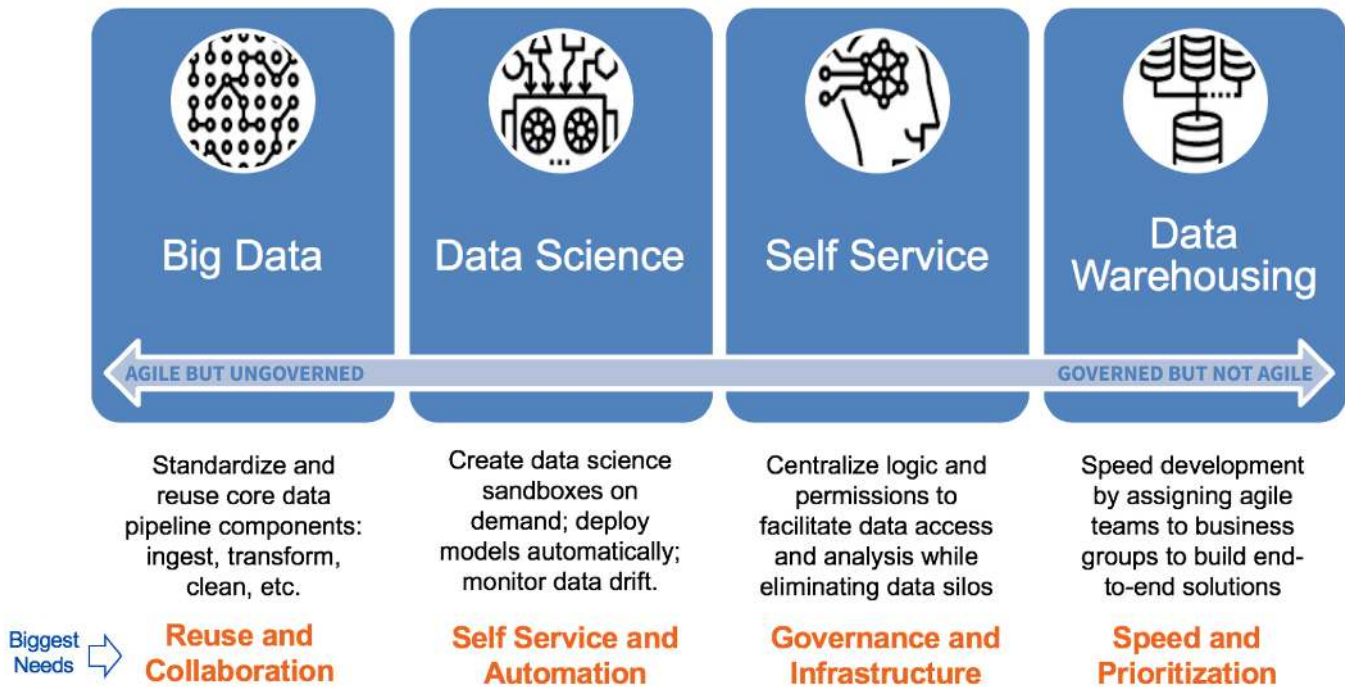 Big Data
Data Science
Self Service
Data
Warehousing
AGILE BUT UNGOVERNED
GOVERNED BUT NOT AGILE
Standardize and
reuse core data
pipeline components:
ingest, transform,
clean, etc.
Create data science
sandboxes on
demand; deploy
models automatically;
monitor data drift.
Centralize logic and
permissions to
facilitate data access
and analysis while
eliminating data silos
Speed development
by assigning agile
teams to business
groups to build end-
to-end solutions
Biggest
Needs
Reuse and
Collaboration
Self Service and
Automation
Governance and
Infrastructure
Speed and
Prioritization